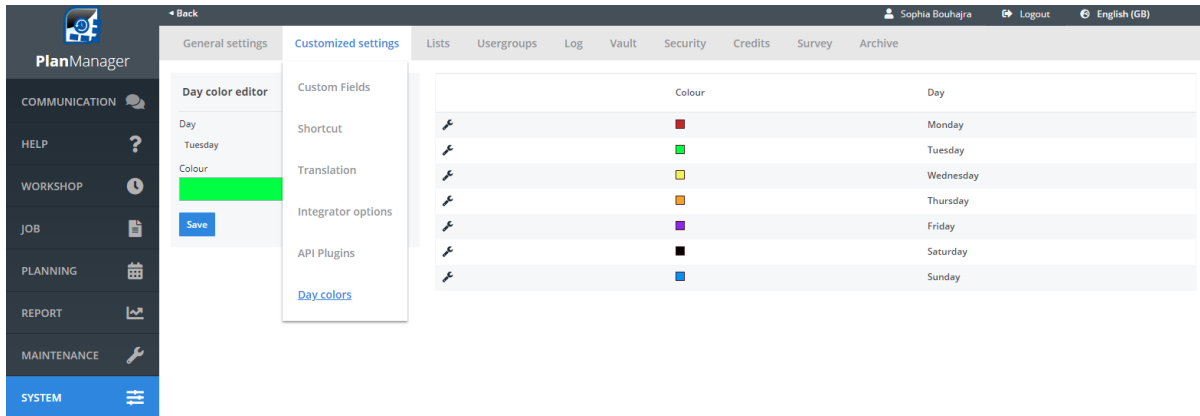 ◂ Back
Sophia Bouhajra
Logout
English (GB)
PlanManager
General settings
Customized settings
Lists
Usergroups
Log
Vault
Security
Credits
Survey
Archive
COMMUNICATION
HELP
WORKSHOP
JOB
PLANNING
REPORT
MAINTENANCE
SYSTEM
Day color editor
Day
Tuesday
Colour
Save
Custom Fields
Shortcut
Translation
Integrator options
API Plugins
Day colors
Colour Day
Monday
Tuesday
Wednesday
Thursday
Friday
Saturday
Sunday